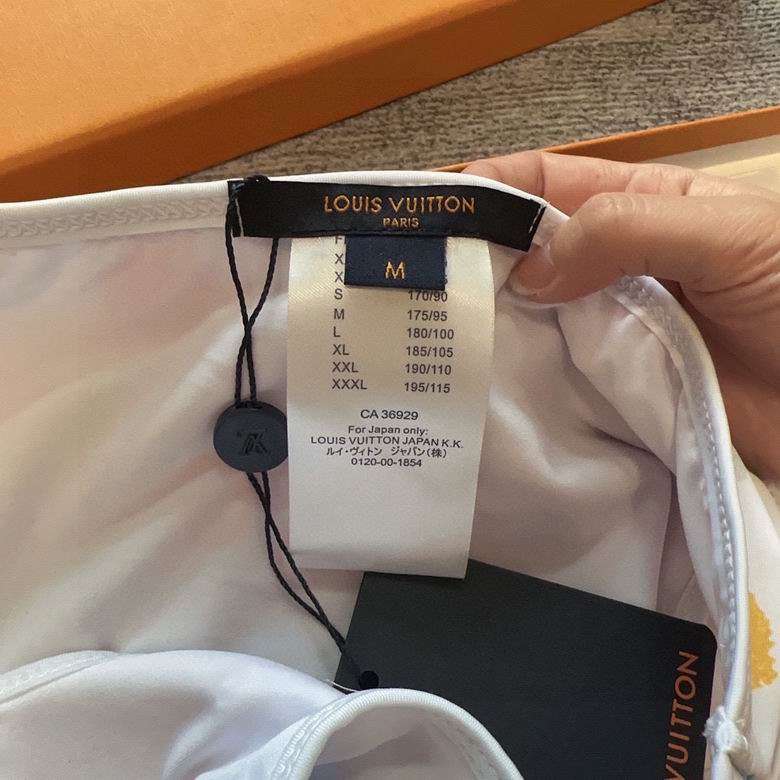 LOUIS VUITTON
PARIS
M
S 170/90
M 175/95
L 180/100
XL 185/105
XXL 190/110
XXXL 195/115
CA 36929
For Japan only:
LOUIS VUITTON JAPAN K.K.
ルイ・ヴィトン ジャパン(株)
0120-00-1854
VUITTON